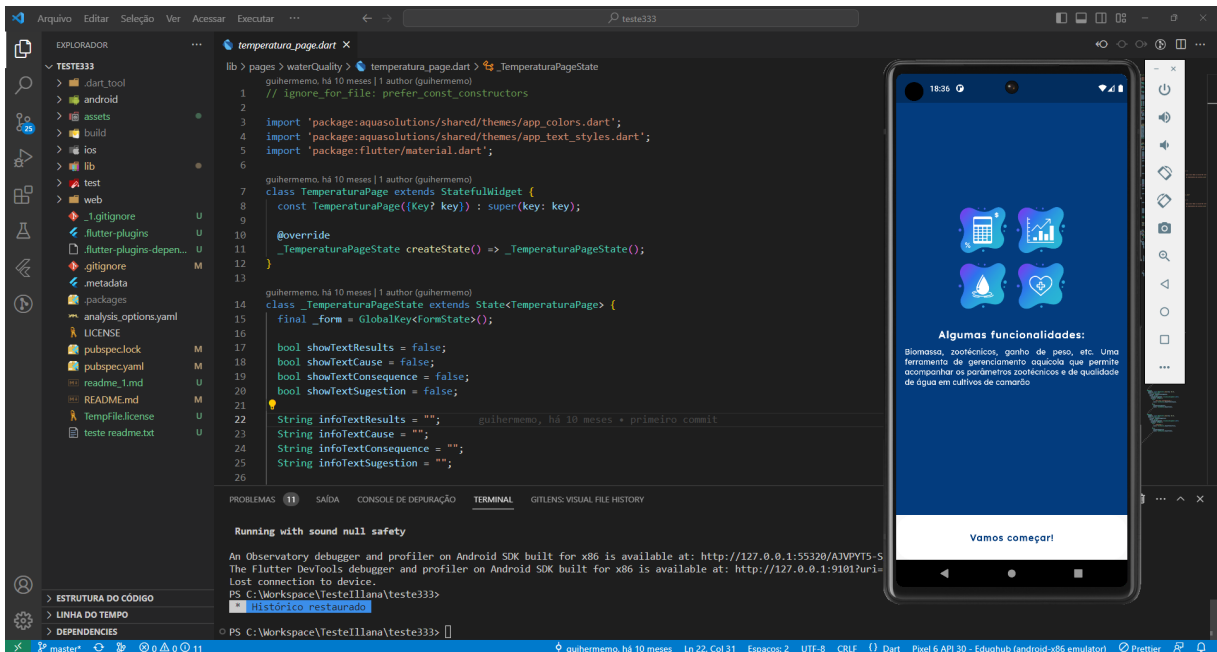 Arquivo Editar Seleção Ver Acessar Executar ··· teste333
EXPLORADOR ···
TESTE333
.dart_tool
android
assets
build
ios
lib
test
web
_1.gitignore U
.flutter-plugins U
.flutter-plugins-depen... U
.gitignore M
.metadata
.packages
analysis_options.yaml
LICENSE
pubspec.lock M
pubspec.yaml M
readme_1.md U
README.md M
TempFile.license U
teste readme.txt U
ESTRUTURA DO CÓDIGO
LINHA DO TEMPO
DEPENDENCIES
25
temperatura_page.dart
lib > pages > waterQuality > temperatura_page.dart > _TemperaturaPageState
guihermemo, há 10 meses | 1 author (guihermemo)
1 // ignore_for_file: prefer_const_constructors
2
3 import 'package:aquasolutions/shared/themes/app_colors.dart';
4 import 'package:aquasolutions/shared/themes/app_text_styles.dart';
5 import 'package:flutter/material.dart';
6
guihermemo, há 10 meses | 1 author (guihermemo)
7 class TemperaturaPage extends StatefulWidget {
8 const TemperaturaPage({Key? key}) : super(key: key);
9
10 @override
11 _TemperaturaPageState createState() => _TemperaturaPageState();
12 }
13
guihermemo, há 10 meses | 1 author (guihermemo)
14 class _TemperaturaPageState extends State<TemperaturaPage> {
15 final _form = GlobalKey<FormState>();
16
17 bool showTextResults = false;
18 bool showTextCause = false;
19 bool showTextConsequence = false;
20 bool showTextSugestion = false;
21
22 String infoTextResults = ""; guihermemo, há 10 meses • primeiro commit
23 String infoTextCause = "";
24 String infoTextConsequence = "";
25 String infoTextSugestion = "";
26
PROBLEMAS 11 SAÍDA CONSOLE DE DEPURAÇÃO TERMINAL GITLENS: VISUAL FILE HISTORY
Running with sound null safety
An Observatory debugger and profiler on Android SDK built for x86 is available at: http://127.0.0.1:55320/AJVPYT5-S
The Flutter DevTools debugger and profiler on Android SDK built for x86 is available at: http://127.0.0.1:9101?uri=
Lost connection to device.
PS C:\Workspace\TesteIllana\teste333>
* Histórico restaurado
PS C:\Workspace\TesteIllana\teste333>
18:36
Algumas funcionalidades:
Biomassa, zootécnicos, ganho de peso, etc. Uma
ferramenta de gerenciamento aquícola que permite
acompanhar os parâmetros zootécnicos e de qualidade
de água em cultivos de camarão
Vamos começar!
master* 0 0 11 guihermemo, há 10 meses Ln 22, Col 31 Espaços: 2 UTF-8 CRLF {} Dart Pixel 6 API 30 - Edughub (android-x86 emulator) Prettier